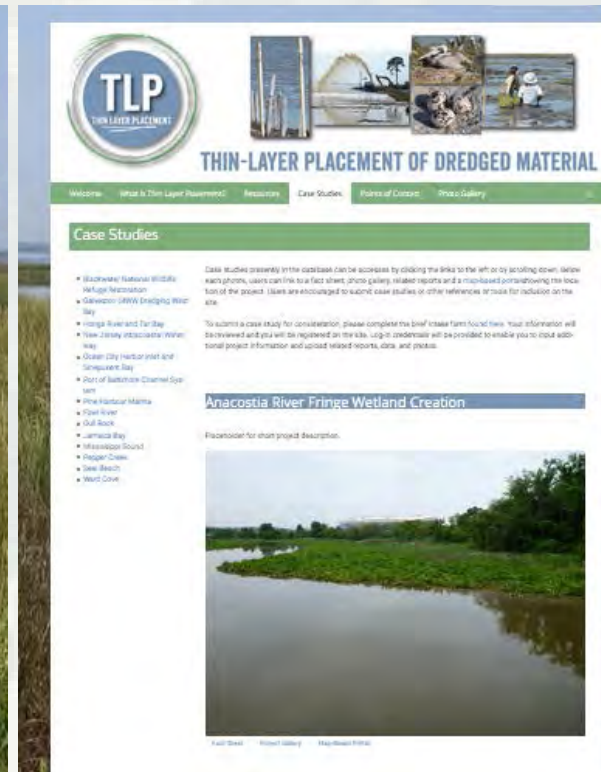 TLP
THIN LAYER PLACEMENT
THIN-LAYER PLACEMENT OF DREDGED MATERIAL
Welcome What Is Thin Layer Placement? Resources Case Studies Points of Contact Photo Gallery
Case Studies
Blackwater National Wildlife
Refuge Restoration
Galveston GIWW Dredging West
Bay
Honga River and Tar Bay
New Jersey Intracoastal Water-
way
Ocean City Harbor Inlet and
Sinepuxent Bay
Port of Baltimore Channel Sys-
tem
Pine Harbour Marina
Fowl River
Gull Rock
Jamaica Bay
Mississippi Sound
Pepper Creek
Seal Beach
Ward Cove
Case studies presently in the database can be accesses by clicking the links to the left or by scrolling down. Below
each photo, users can link to a fact sheet, photo gallery, related reports and a map-based portal showing the loca-
tion of the project. Users are encouraged to submit case studies or other references or tools for inclusion on the
site.
To submit a case study for consideration, please complete the brief intake form found here. Your information will
be reviewed and you will be registered on the site. Log-in credentials will be provided to enable you to input addi-
tional project information and upload related reports, data, and photos.
Anacostia River Fringe Wetland Creation
Placeholder for short project description.
Fact Sheet Project Gallery Map-Based Portal